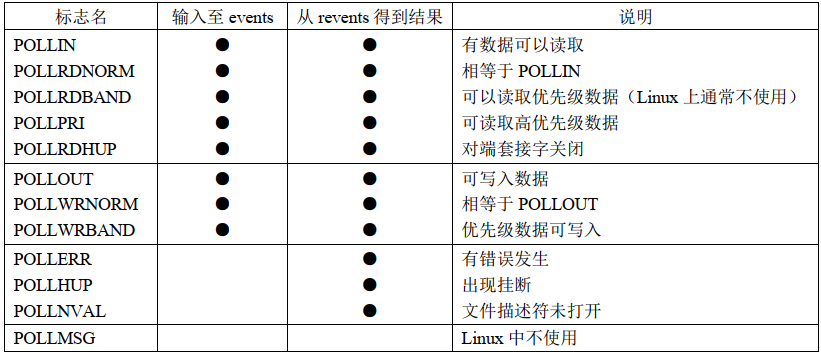 标志名 输入至 events 从 revents 得到结果 说明
POLLIN ● ● 有数据可以读取
POLLRDNORM ● ● 相等于 POLLIN
POLLRDBAND ● ● 可以读取优先级数据（Linux 上通常不使用）
POLLPRI ● ● 可读取高优先级数据
POLLRDHUP ● ● 对端套接字关闭
POLLOUT ● ● 可写入数据
POLLWRNORM ● ● 相等于 POLLOUT
POLLWRBAND ● ● 优先级数据可写入
POLLERR ● 有错误发生
POLLHUP ● 出现挂断
POLLNVAL ● 文件描述符未打开
POLLMSG Linux 中不使用